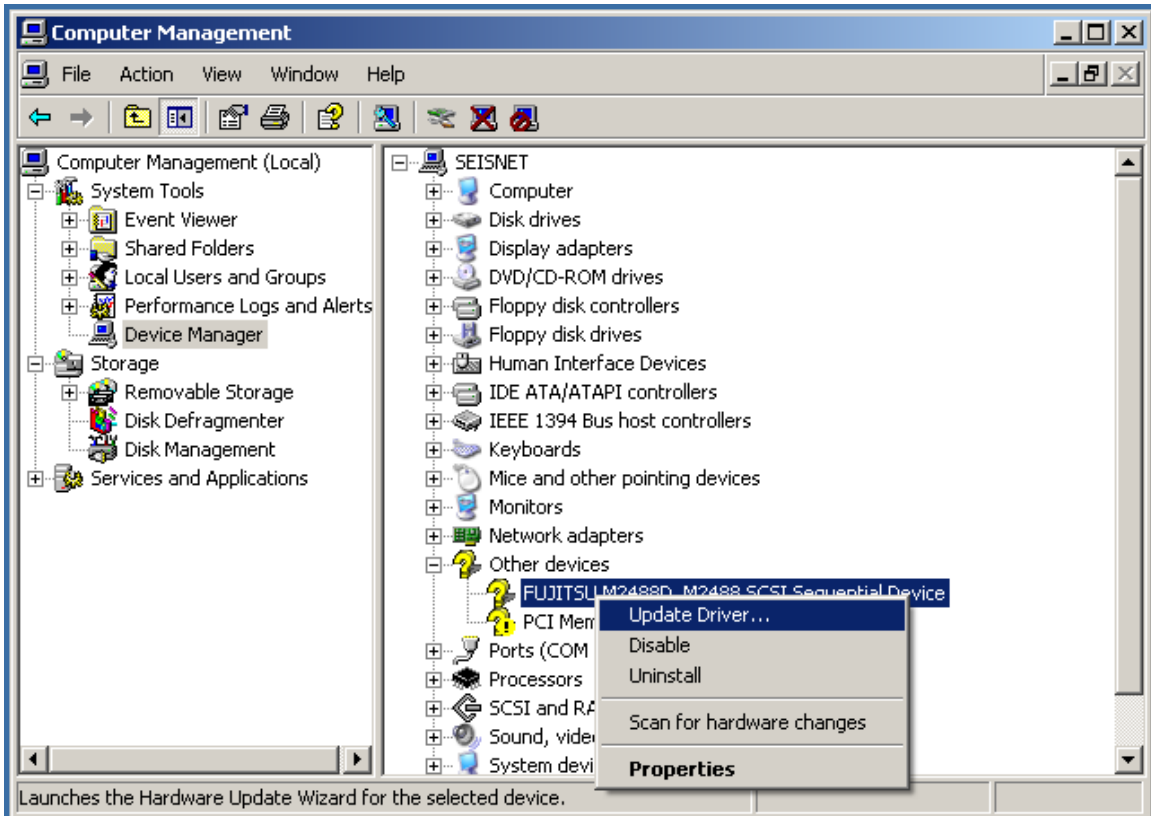 Computer Management
File Action View Window Help
Computer Management (Local)
System Tools
Event Viewer
Shared Folders
Local Users and Groups
Performance Logs and Alerts
Device Manager
Storage
Removable Storage
Disk Defragmenter
Disk Management
Services and Applications
SEISNET
Computer
Disk drives
Display adapters
DVD/CD-ROM drives
Floppy disk controllers
Floppy disk drives
Human Interface Devices
IDE ATA/ATAPI controllers
IEEE 1394 Bus host controllers
Keyboards
Mice and other pointing devices
Monitors
Network adapters
Other devices
FUJITSU M2488D M2488 SCSI Sequential Device
PCI Mem
Ports (COM
Processors
SCSI and RA
Sound, vide
System devi
Update Driver...
Disable
Uninstall
Scan for hardware changes
Properties
Launches the Hardware Update Wizard for the selected device.